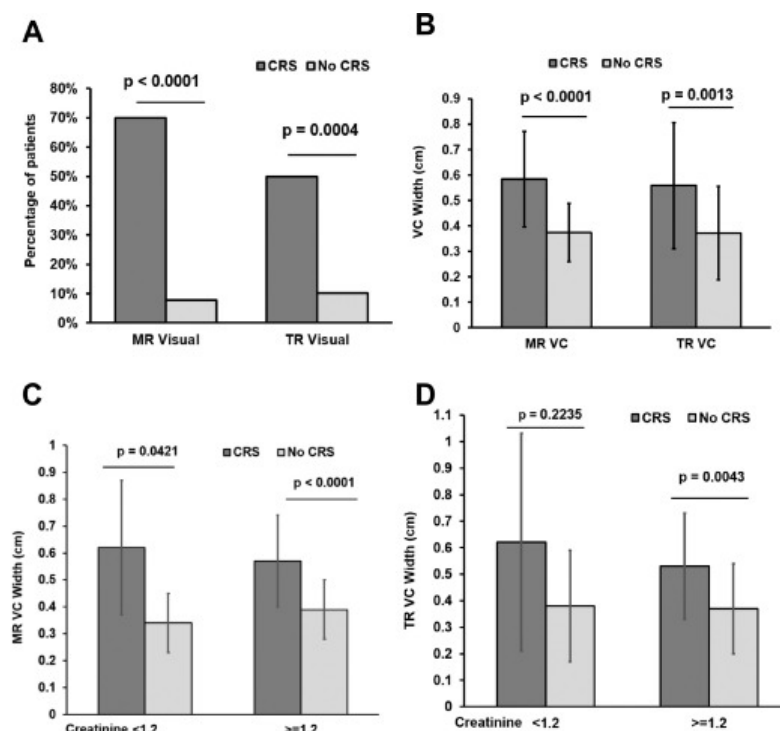 A
CRS No CRS
p < 0.0001
p = 0.0004
Percentage of patients
80%
70%
60%
50%
40%
30%
20%
10%
0%
MR Visual TR Visual
B
CRS No CRS
p < 0.0001
p = 0.0013
VC Width (cm)
0.9
0.8
0.7
0.6
0.5
0.4
0.3
0.2
0.1
0
MR VC TR VC
C
CRS No CRS
p = 0.0421
p < 0.0001
MR VC Width (cm)
1
0.9
0.8
0.7
0.6
0.5
0.4
0.3
0.2
0.1
0
Creatinine <1.2 >=1.2
D
CRS No CRS
p = 0.2235
p = 0.0043
TR VC Width (cm)
1.1
1
0.9
0.8
0.7
0.6
0.5
0.4
0.3
0.2
0.1
0
Creatinine <1.2 >=1.2